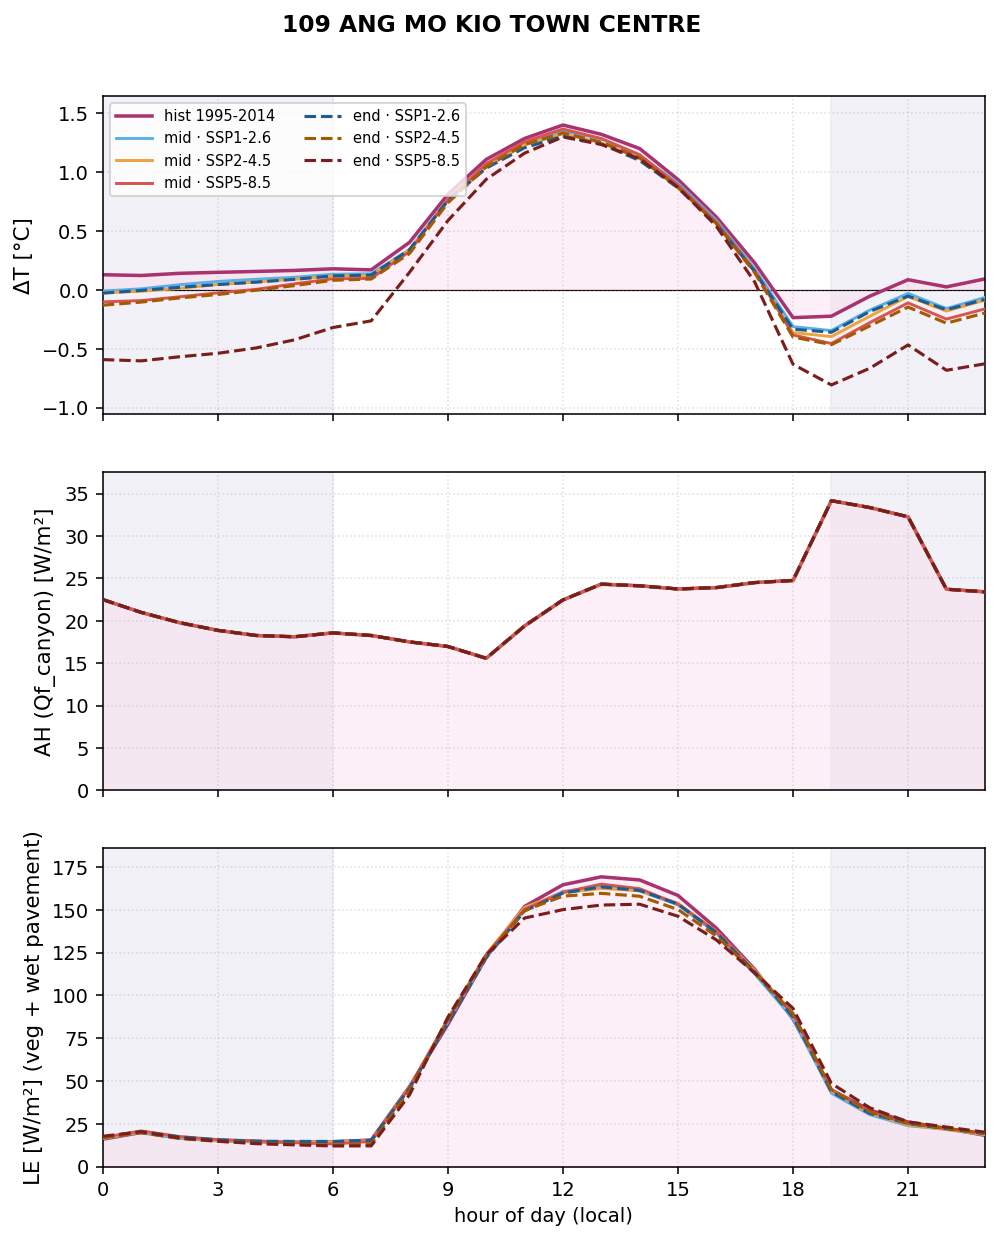 109 ANG MO KIO TOWN CENTRE
hist 1995-2014
mid · SSP1-2.6
mid · SSP2-4.5
mid · SSP5-8.5
end · SSP1-2.6
end · SSP2-4.5
end · SSP5-8.5
ΔT [°C]
1.5
1.0
0.5
0.0
−0.5
−1.0
AH (Qf_canyon) [W/m²]
35
30
25
20
15
10
5
0
LE [W/m²] (veg + wet pavement)
175
150
125
100
75
50
25
0
0 3 6 9 12 15 18 21
hour of day (local)